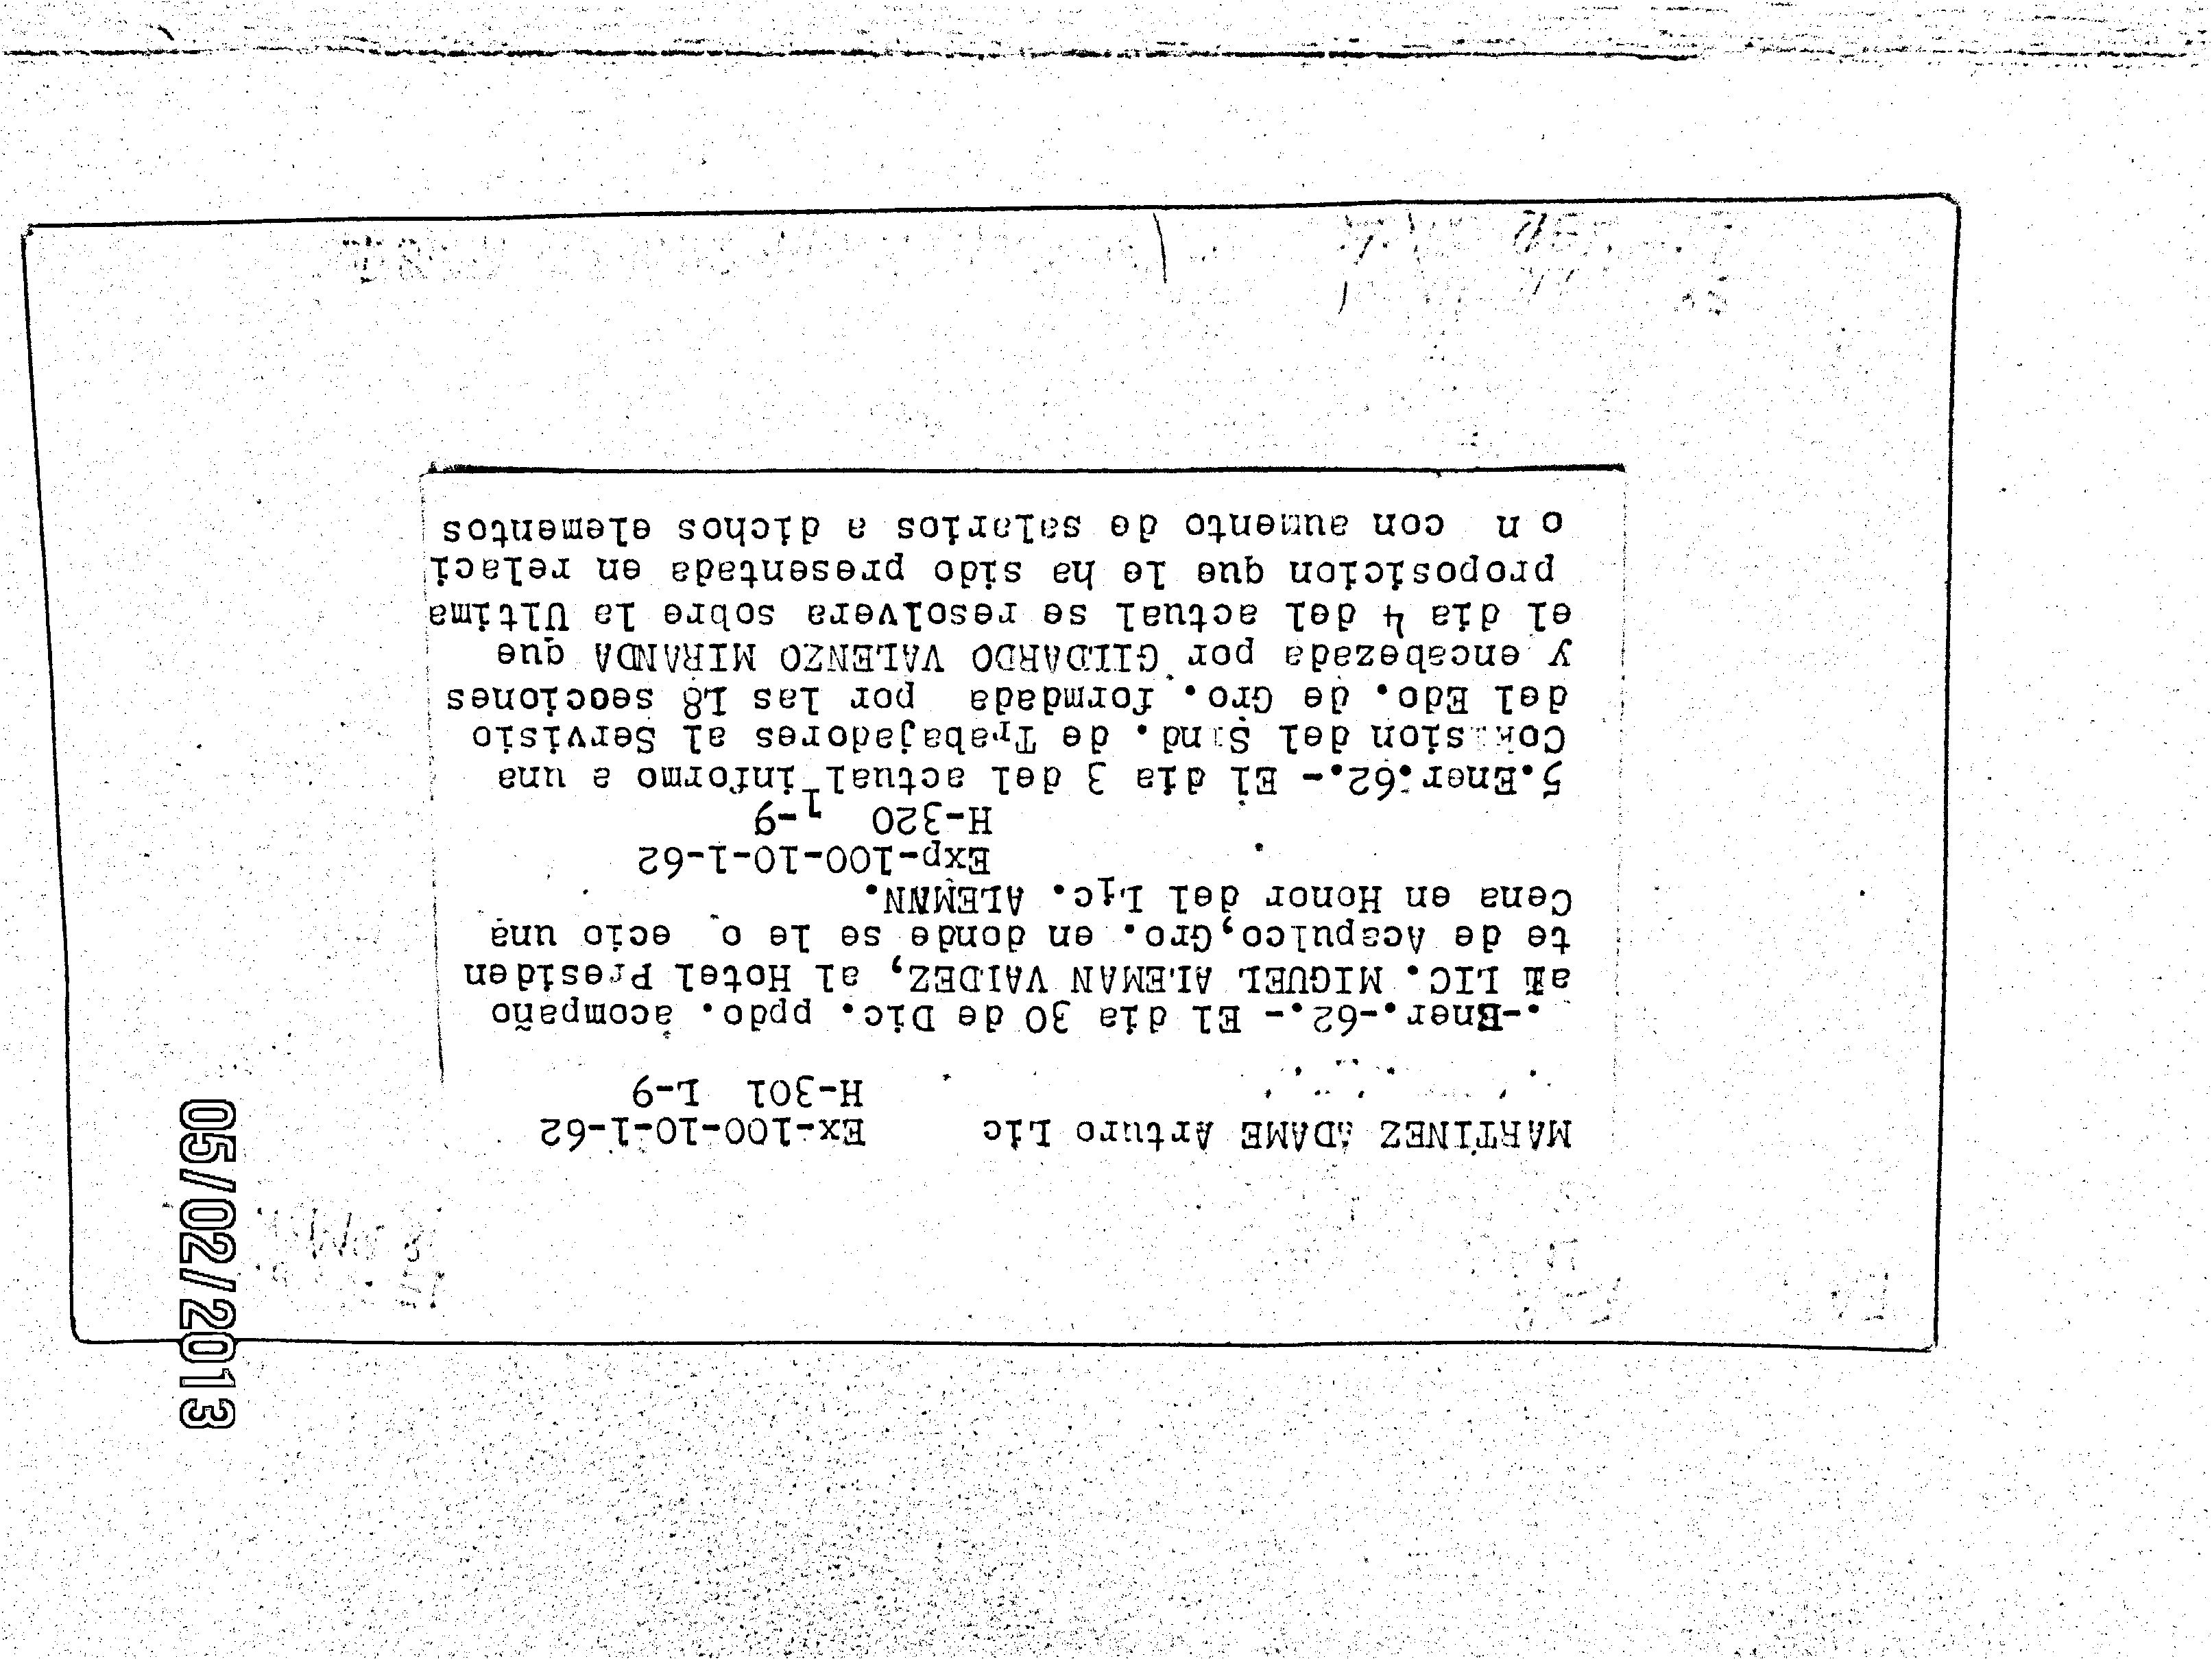 MARTINEZ ADAME Arturo Lic Ex-100-10-1-62
H-301 L-9
.-Ener.-62.- El dia 30 de Dic. ppdo. acompaño
al LIC. MIGUEL ALEMAN VALDEZ, al Hotel Presiden
te de Acapulco,Gro. en donde se le o ecio una
Cena en Honor del Lic. ALEMAN.
Exp-100-10-1-62
H-320 L-9
5.Ener.62.- El dia 3 del actual informo a una
Comision del Sind. de Trabajadores al Servisio
del Edo. de Gro. formdada por las 18 secciones
y encabezada por GILDARDO VALENZO MIRANDA que
el dia 4 del actual se resolvera sobre la Ultima
proposicion que le ha sido presentada en relaci
o n con aumento de salarios a dichos elementos
05/02/2013